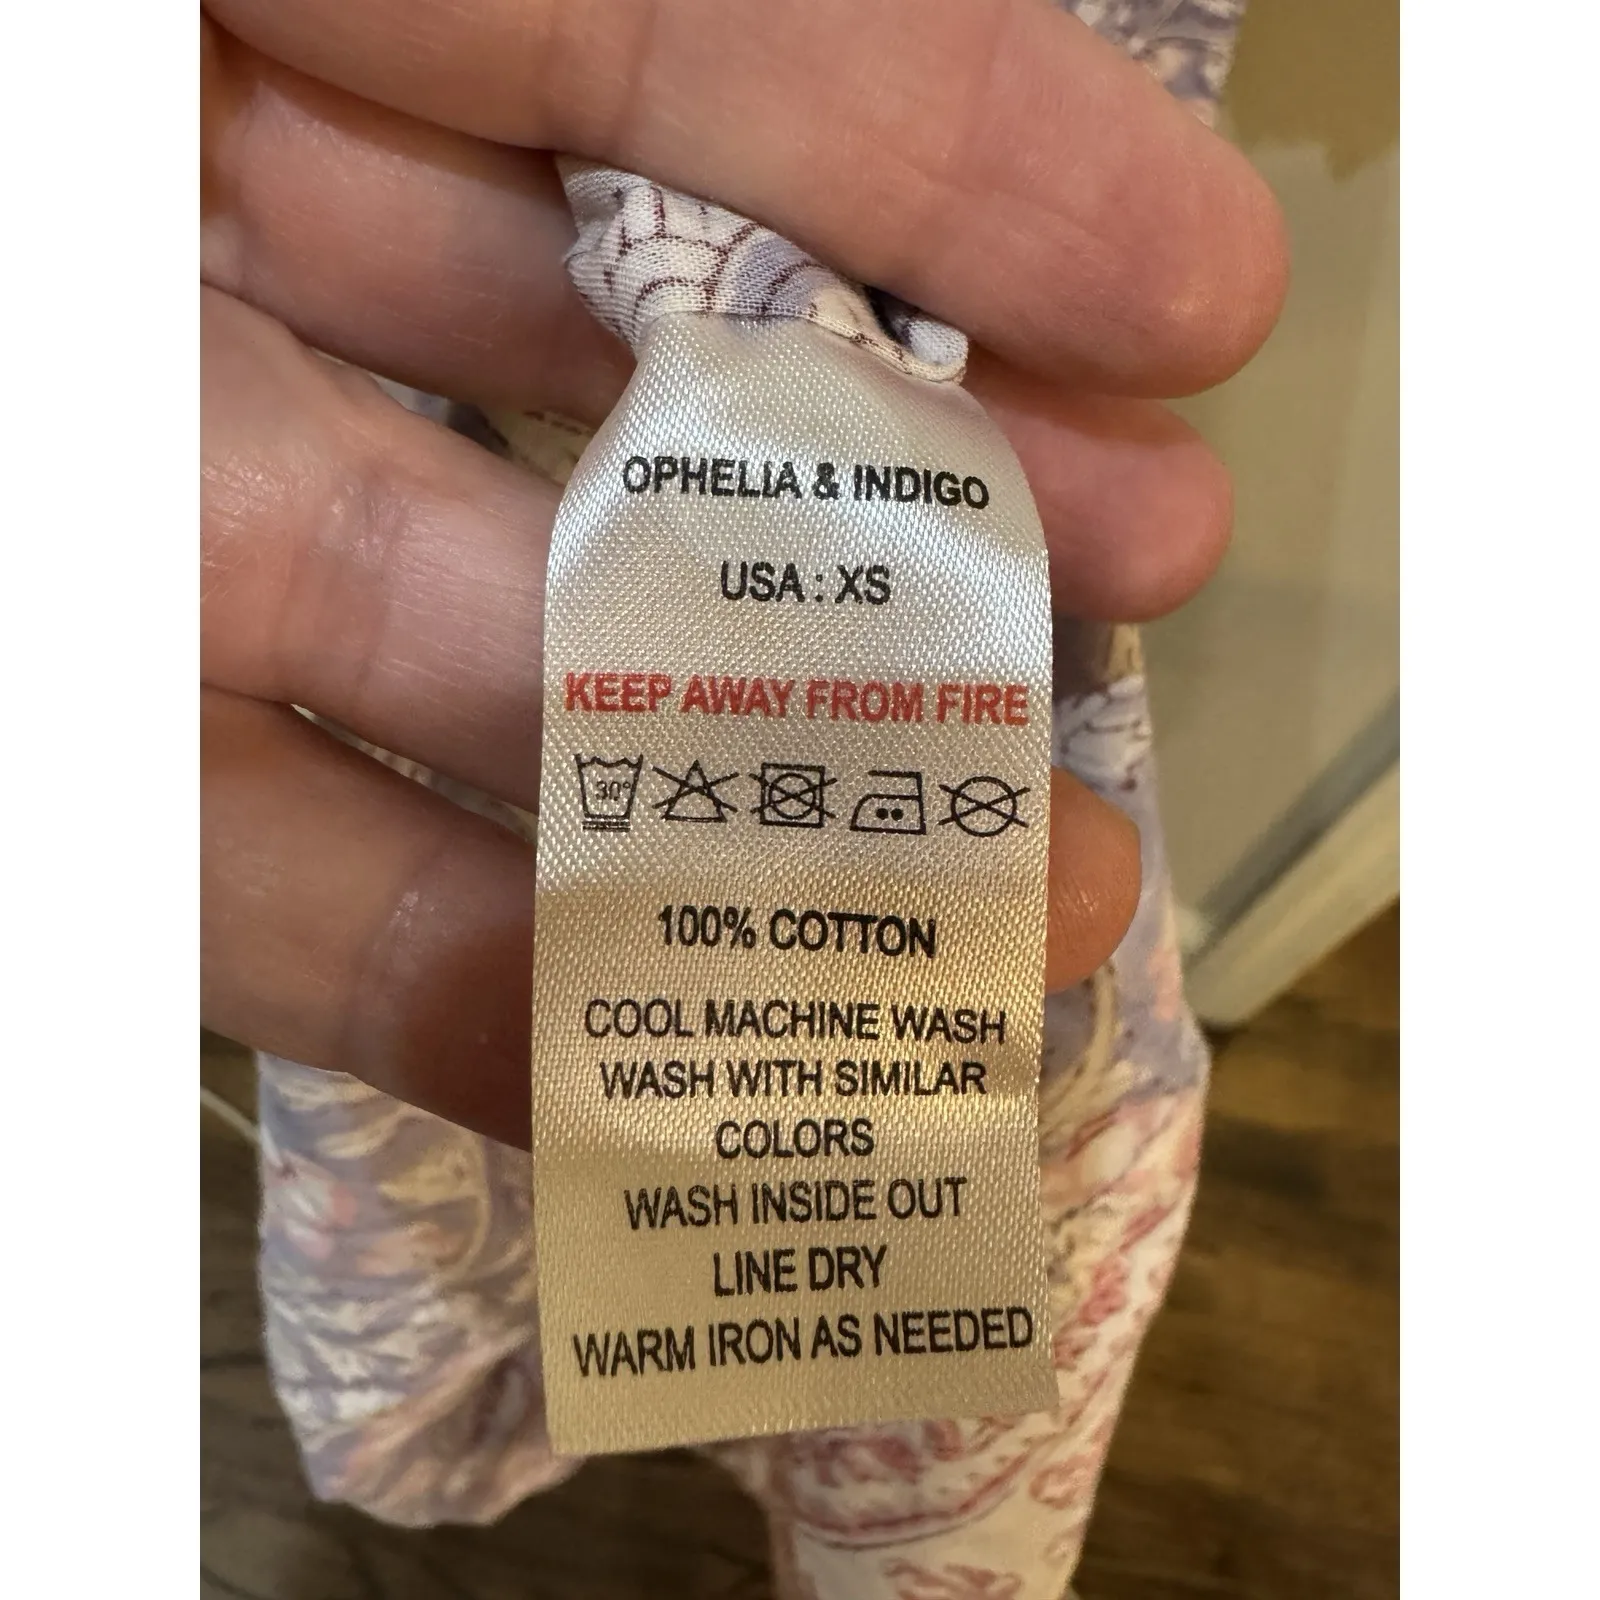 OPHELIA & INDIGO
USA : XS
KEEP AWAY FROM FIRE
30°
100% COTTON
COOL MACHINE WASH
WASH WITH SIMILAR
COLORS
WASH INSIDE OUT
LINE DRY
WARM IRON AS NEEDED